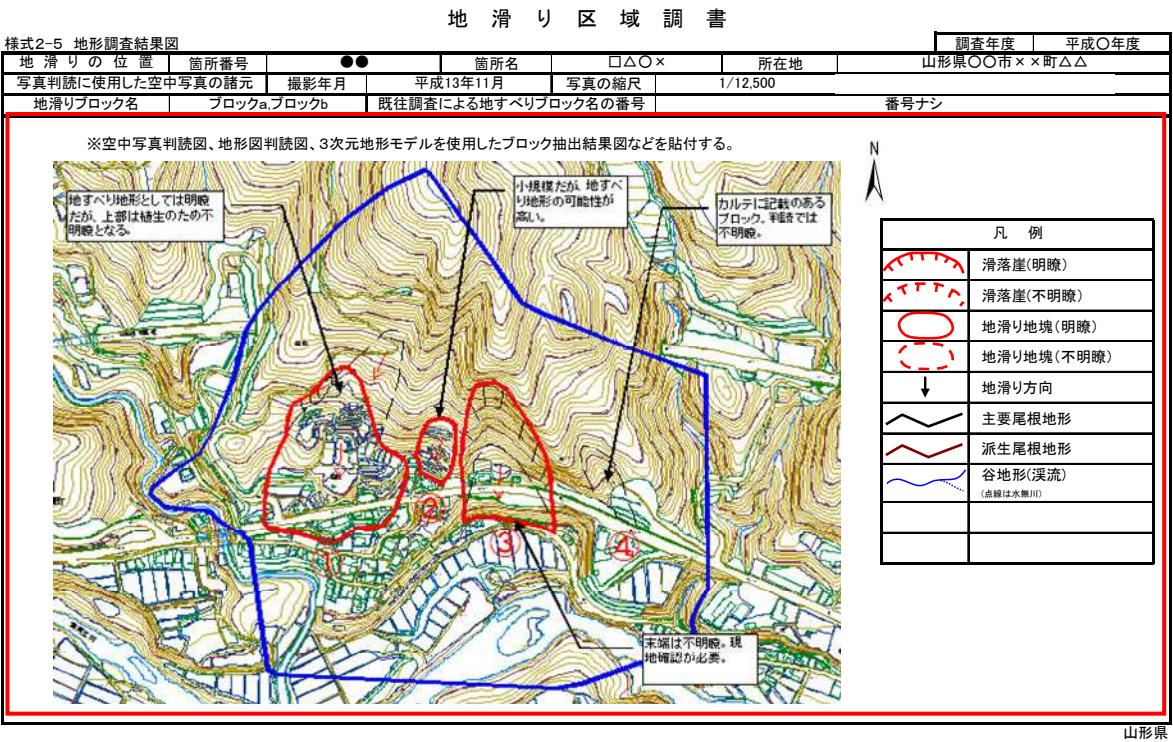 地 滑 り 区 域 調 書
様式2-5 地形調査結果図
調査年度 平成〇年度
地 滑 り の 位 置 箇所番号 ●● 箇所名 □△〇× 所在地 山形県〇〇市××町△△
写真判読に使用した空中写真の諸元 撮影年月 平成13年11月 写真の縮尺 1/12,500
地滑りブロック名 ブロックa,ブロックb 既往調査による地すべりブロック名の番号 番号ナシ
※空中写真判読図、地形図判読図、3次元地形モデルを使用したブロック抽出結果図などを貼付する。
N
地すべり地形としては明瞭
だが、上部は植生のため不
明瞭となる。
小規模だが、地すべ
り地形の可能性が
高い。
カルテに記載のある
ブロック。判読では
不明瞭。
①
②
③
④
末端は不明瞭。現
地確認が必要。
凡 例
滑落崖(明瞭)
滑落崖(不明瞭)
地滑り地塊(明瞭)
地滑り地塊(不明瞭)
地滑り方向
主要尾根地形
派生尾根地形
谷地形(渓流)
(点線は水無川)
山形県